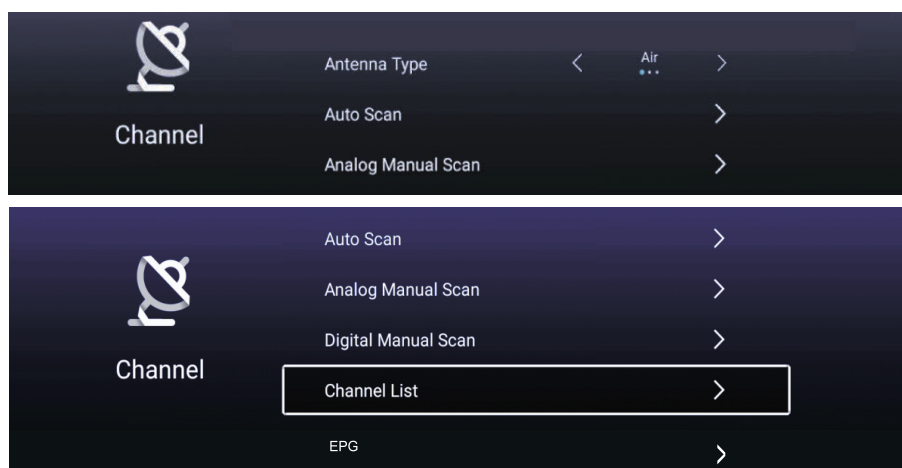 Antenna Type
Air
Auto Scan
Channel
Analog Manual Scan
Auto Scan
Analog Manual Scan
Digital Manual Scan
Channel
Channel List
EPG